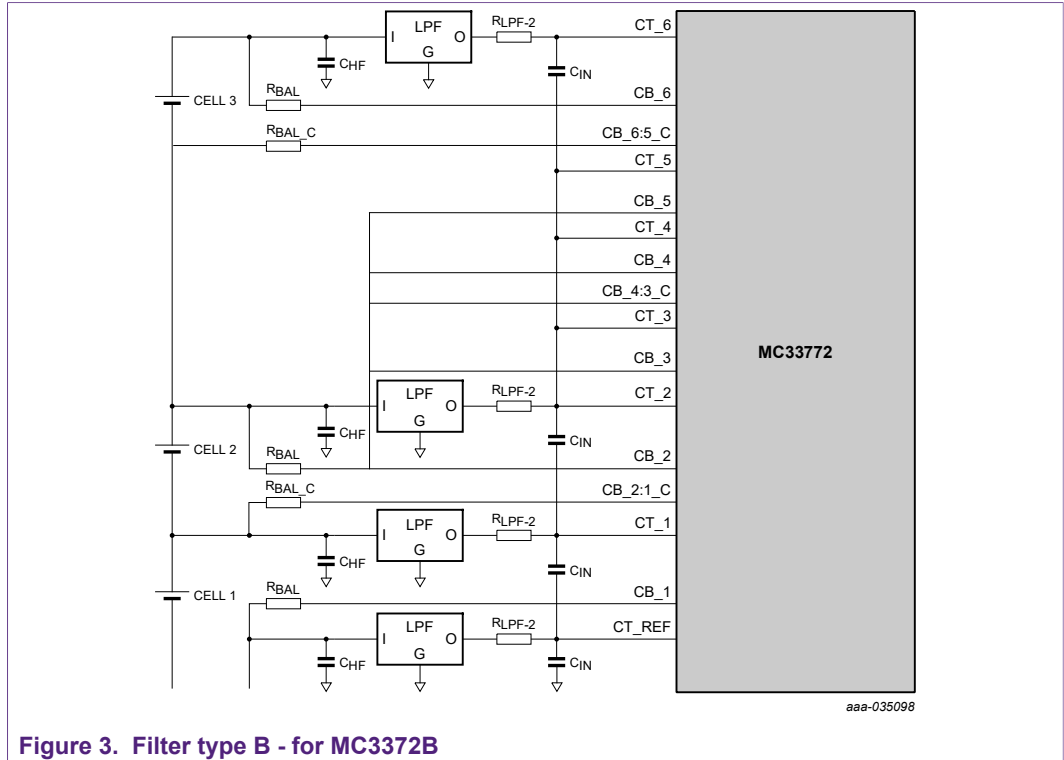 LPF
I
O
G
RLPF-2
CT_6
CHF
CIN
CELL 3
RBAL
CB_6
RBAL_C
CB_6:5_C
CT_5
CB_5
CT_4
CB_4
CB_4:3_C
CT_3
MC33772
CB_3
LPF
I
O
G
RLPF-2
CT_2
CHF
CIN
CELL 2
RBAL
CB_2
RBAL_C
CB_2:1_C
LPF
I
O
G
RLPF-2
CT_1
CHF
CIN
CELL 1
RBAL
CB_1
LPF
I
O
G
RLPF-2
CT_REF
CHF
CIN
aaa-035098
Figure 3. Filter type B - for MC3372B